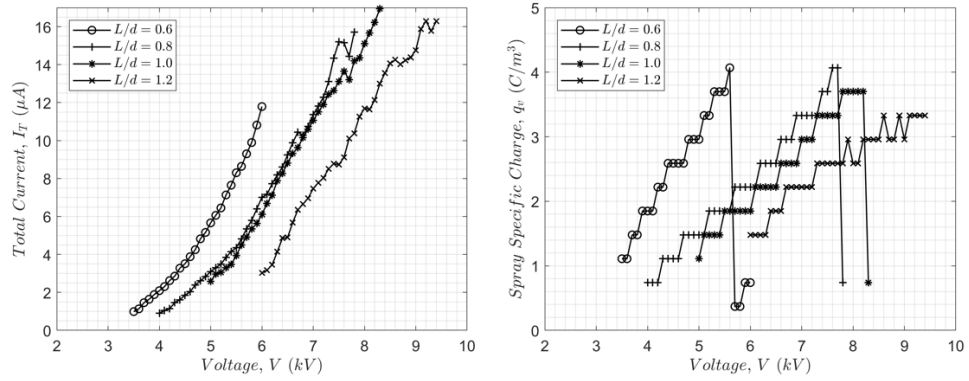 Total Current, I_T (μA)
16
14
12
10
8
6
4
2
0
L/d = 0.6
L/d = 0.8
L/d = 1.0
L/d = 1.2
2 3 4 5 6 7 8 9 10
Voltage, V (kV)
Spray Specific Charge, q_v (C/m³)
5
4
3
2
1
0
L/d = 0.6
L/d = 0.8
L/d = 1.0
L/d = 1.2
2 3 4 5 6 7 8 9 10
Voltage, V (kV)